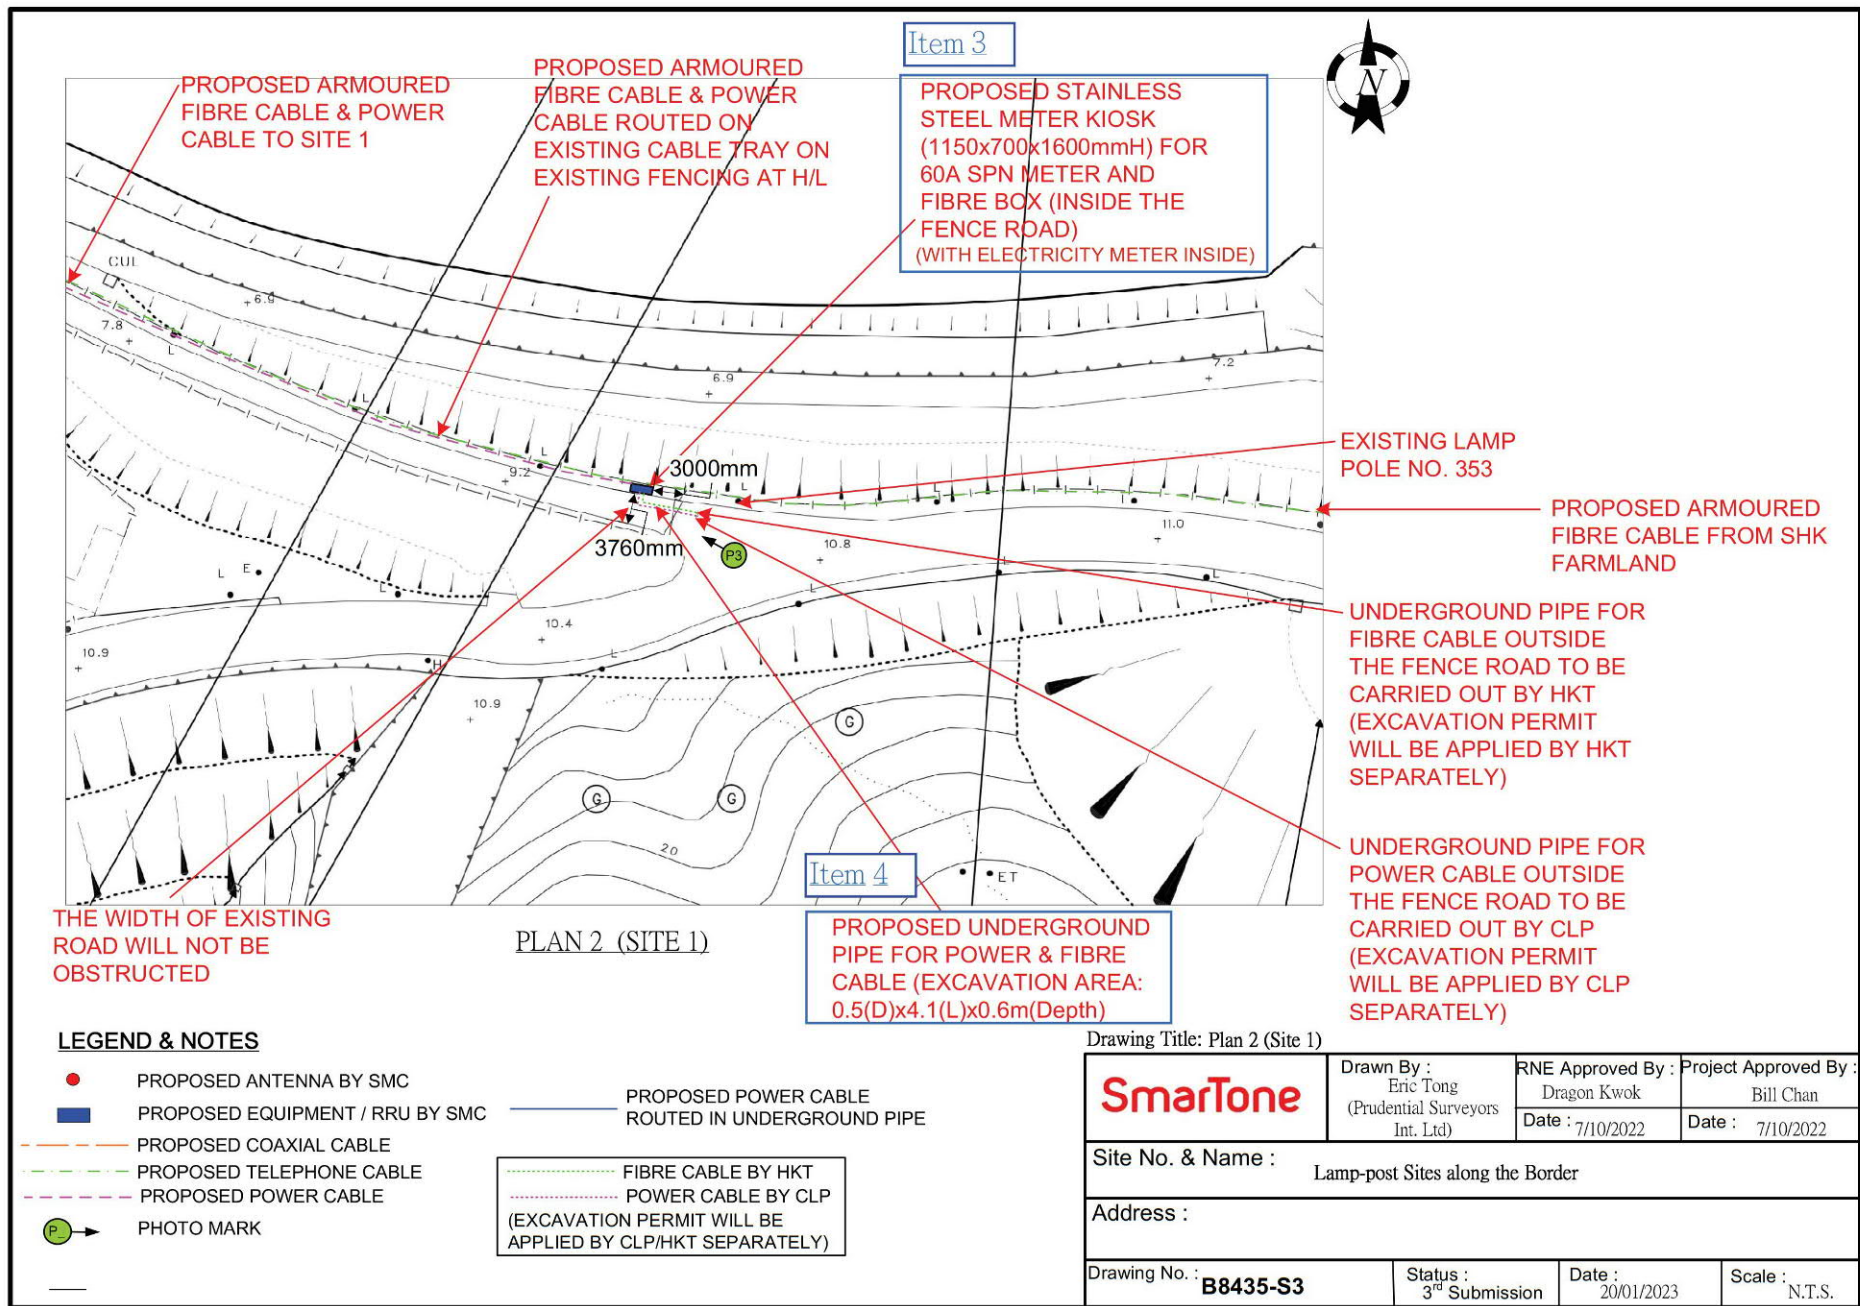 Item 3
N
PROPOSED ARMOURED
FIBRE CABLE & POWER
CABLE TO SITE 1
PROPOSED ARMOURED
FIBRE CABLE & POWER
CABLE ROUTED ON
EXISTING CABLE TRAY ON
EXISTING FENCING AT H/L
PROPOSED STAINLESS
STEEL METER KIOSK
(1150x700x1600mmH) FOR
60A SPN METER AND
FIBRE BOX (INSIDE THE
FENCE ROAD)
(WITH ELECTRICITY METER INSIDE)
CUL
6.9
7.8
L
6.9
7.2
L
L
9.2
3000mm
L
L
EXISTING LAMP
POLE NO. 353
PROPOSED ARMOURED
FIBRE CABLE FROM SHK
FARMLAND
3760mm
P3
10.8
11.0
L
E
L
L
L
L
10.4
10.9
H
L
10.9
G
G
G
20
ET
UNDERGROUND PIPE FOR
FIBRE CABLE OUTSIDE
THE FENCE ROAD TO BE
CARRIED OUT BY HKT
(EXCAVATION PERMIT
WILL BE APPLIED BY HKT
SEPARATELY)
UNDERGROUND PIPE FOR
POWER CABLE OUTSIDE
THE FENCE ROAD TO BE
CARRIED OUT BY CLP
(EXCAVATION PERMIT
WILL BE APPLIED BY CLP
SEPARATELY)
Item 4
THE WIDTH OF EXISTING
ROAD WILL NOT BE
OBSTRUCTED
PLAN 2 (SITE 1)
PROPOSED UNDERGROUND
PIPE FOR POWER & FIBRE
CABLE (EXCAVATION AREA:
0.5(D)x4.1(L)x0.6m(Depth)
LEGEND & NOTES
PROPOSED ANTENNA BY SMC
PROPOSED EQUIPMENT / RRU BY SMC
PROPOSED COAXIAL CABLE
PROPOSED TELEPHONE CABLE
PROPOSED POWER CABLE
P_
PHOTO MARK
PROPOSED POWER CABLE
ROUTED IN UNDERGROUND PIPE
FIBRE CABLE BY HKT
POWER CABLE BY CLP
(EXCAVATION PERMIT WILL BE
APPLIED BY CLP/HKT SEPARATELY)
Drawing Title: Plan 2 (Site 1)
SmarTone
Drawn By :
Eric Tong
(Prudential Surveyors
Int. Ltd)
RNE Approved By :
Dragon Kwok
Date : 7/10/2022
Project Approved By :
Bill Chan
Date : 7/10/2022
Site No. & Name :
Lamp-post Sites along the Border
Address :
Drawing No. : B8435-S3
Status :
3rd Submission
Date :
20/01/2023
Scale :
N.T.S.